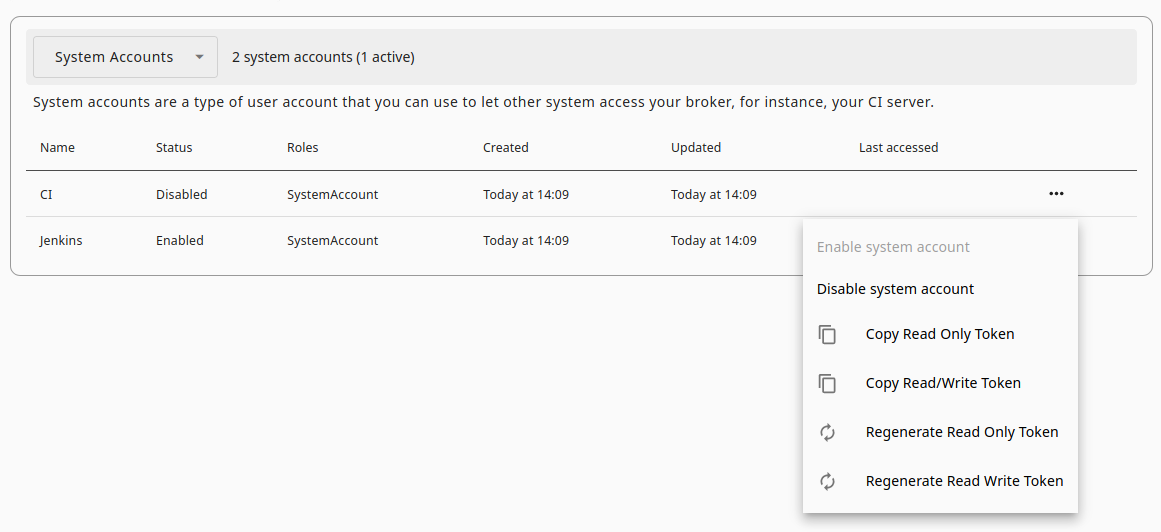 System Accounts 2 system accounts (1 active)
System accounts are a type of user account that you can use to let other system access your broker, for instance, your CI server.
Name Status Roles Created Updated Last accessed
CI Disabled SystemAccount Today at 14:09 Today at 14:09
Jenkins Enabled SystemAccount Today at 14:09 Today at 14:09
Enable system account
Disable system account
Copy Read Only Token
Copy Read/Write Token
Regenerate Read Only Token
Regenerate Read Write Token